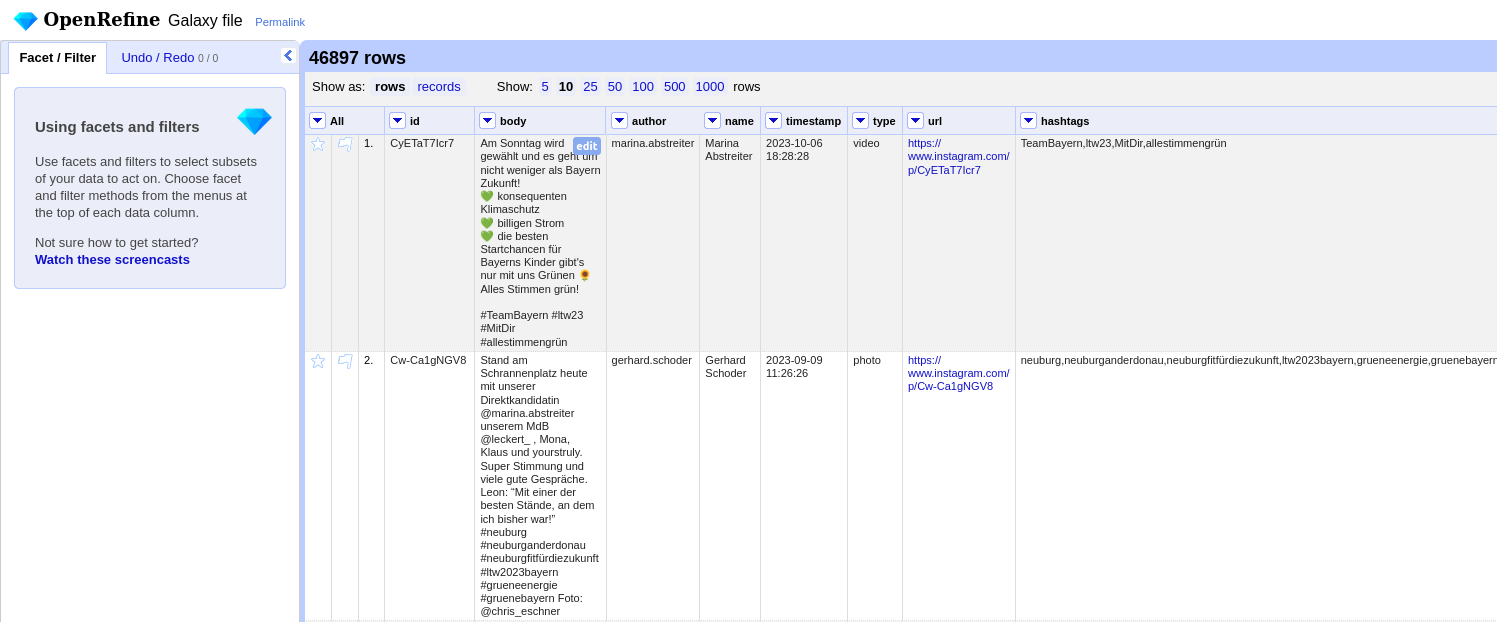 OpenRefine Galaxy file Permalink
Facet / Filter Undo / Redo 0 / 0
46897 rows
Show as: rows records Show: 5 10 25 50 100 500 1000 rows
Using facets and filters
Use facets and filters to select subsets
of your data to act on. Choose facet
and filter methods from the menus at
the top of each data column.
Not sure how to get started?
Watch these screencasts
All id body author name timestamp type url hashtags
1.
CyETaT7Icr7
Am Sonntag wird
edit
gewählt und es geht um
nicht weniger als Bayern
Zukunft!
💚 konsequenten
Klimaschutz
💚 billigen Strom
💚 die besten
Startchancen für
Bayerns Kinder gibt's
nur mit uns Grünen 🌻
Alles Stimmen grün!
#TeamBayern #ltw23
#MitDir
#allestimmengrün
marina.abstreiter
Marina
Abstreiter
2023-10-06
18:28:28
video
https://
www.instagram.com/
p/CyETaT7Icr7
TeamBayern,ltw23,MitDir,allestimmengrün
2.
Cw-Ca1gNGV8
Stand am
Schrannenplatz heute
mit unserer
Direktkandidatin
@marina.abstreiter
unserem MdB
@leckert_ , Mona,
Klaus und yourstruly.
Super Stimmung und
viele gute Gespräche.
Leon: “Mit einer der
besten Stände, an dem
ich bisher war!”
#neuburg
#neuburganderdonau
#neuburgfitfürdiezukunft
#ltw2023bayern
#grueneenergie
#gruenebayern Foto:
@chris_eschner
gerhard.schoder
Gerhard
Schoder
2023-09-09
11:26:26
photo
https://
www.instagram.com/
p/Cw-Ca1gNGV8
neuburg,neuburganderdonau,neuburgfitfürdiezukunft,ltw2023bayern,grueneenergie,gruenebayern